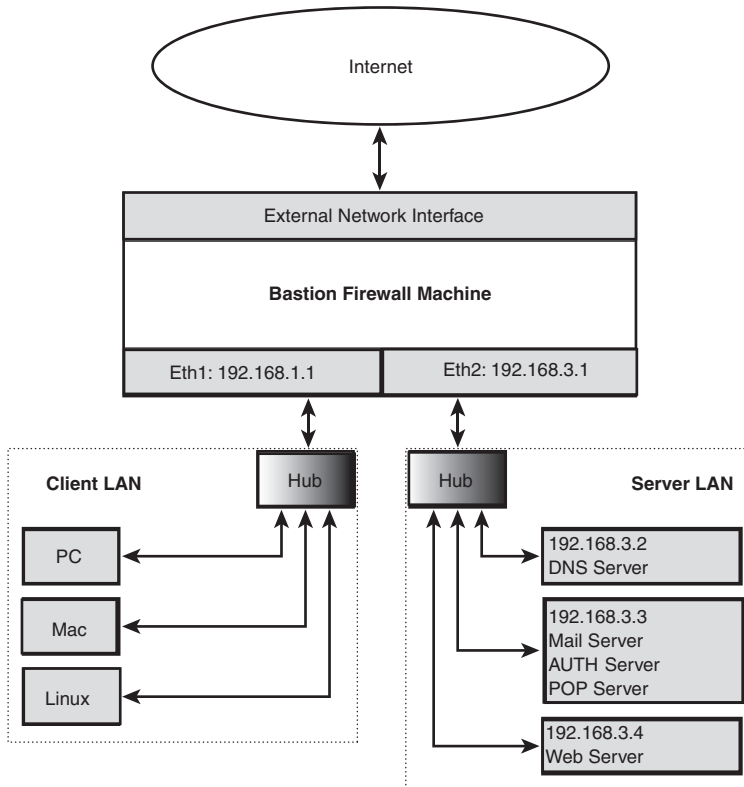 Internet
External Network Interface
Bastion Firewall Machine
Eth1: 192.168.1.1
Eth2: 192.168.3.1
Client LAN
Hub
Hub
Server LAN
PC
Mac
Linux
192.168.3.2
DNS Server
192.168.3.3
Mail Server
AUTH Server
POP Server
192.168.3.4
Web Server